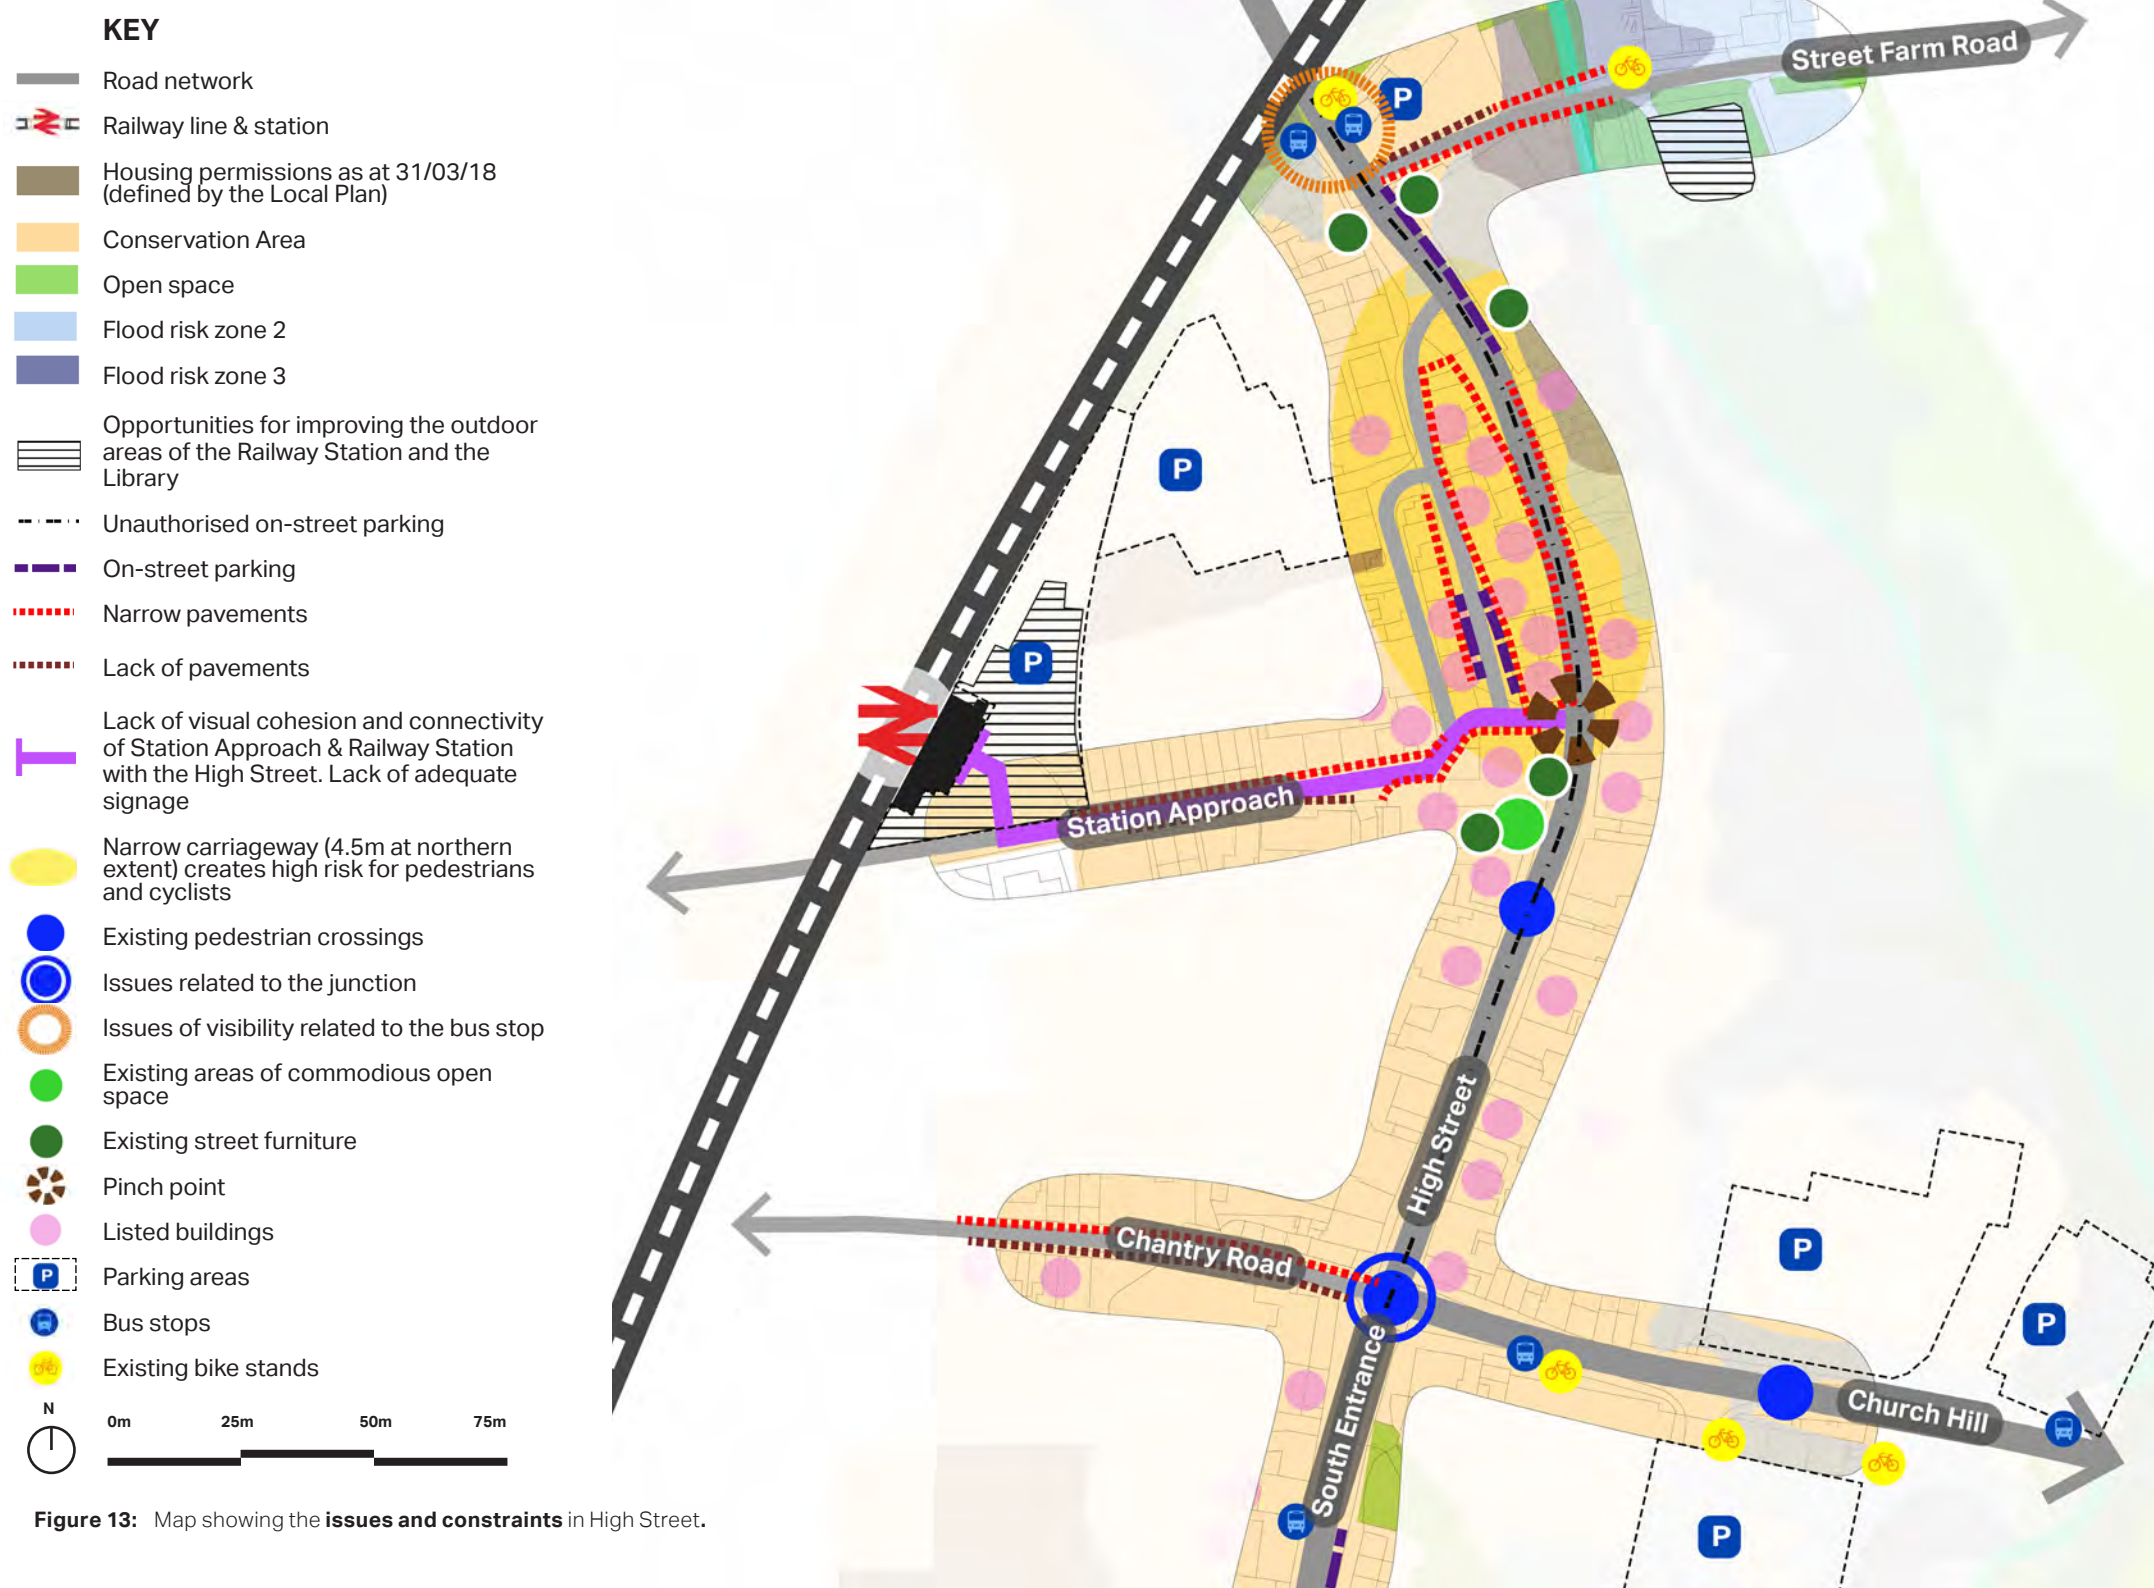 KEY
Road network
Railway line & station
Housing permissions as at 31/03/18
(defined by the Local Plan)
Conservation Area
Open space
Flood risk zone 2
Flood risk zone 3
Opportunities for improving the outdoor
areas of the Railway Station and the
Library
Unauthorised on-street parking
On-street parking
Narrow pavements
Lack of pavements
Lack of visual cohesion and connectivity
of Station Approach & Railway Station
with the High Street. Lack of adequate
signage
Narrow carriageway (4.5m at northern
extent) creates high risk for pedestrians
and cyclists
Existing pedestrian crossings
Issues related to the junction
Issues of visibility related to the bus stop
Existing areas of commodious open
space
Existing street furniture
Pinch point
Listed buildings
P
Parking areas
Bus stops
Existing bike stands
N
0m 25m 50m 75m
Figure 13: Map showing the issues and constraints in High Street.
Street Farm Road
P
P
P
Station Approach
High Street
Chantry Road
P
P
South Entrance
Church Hill
P